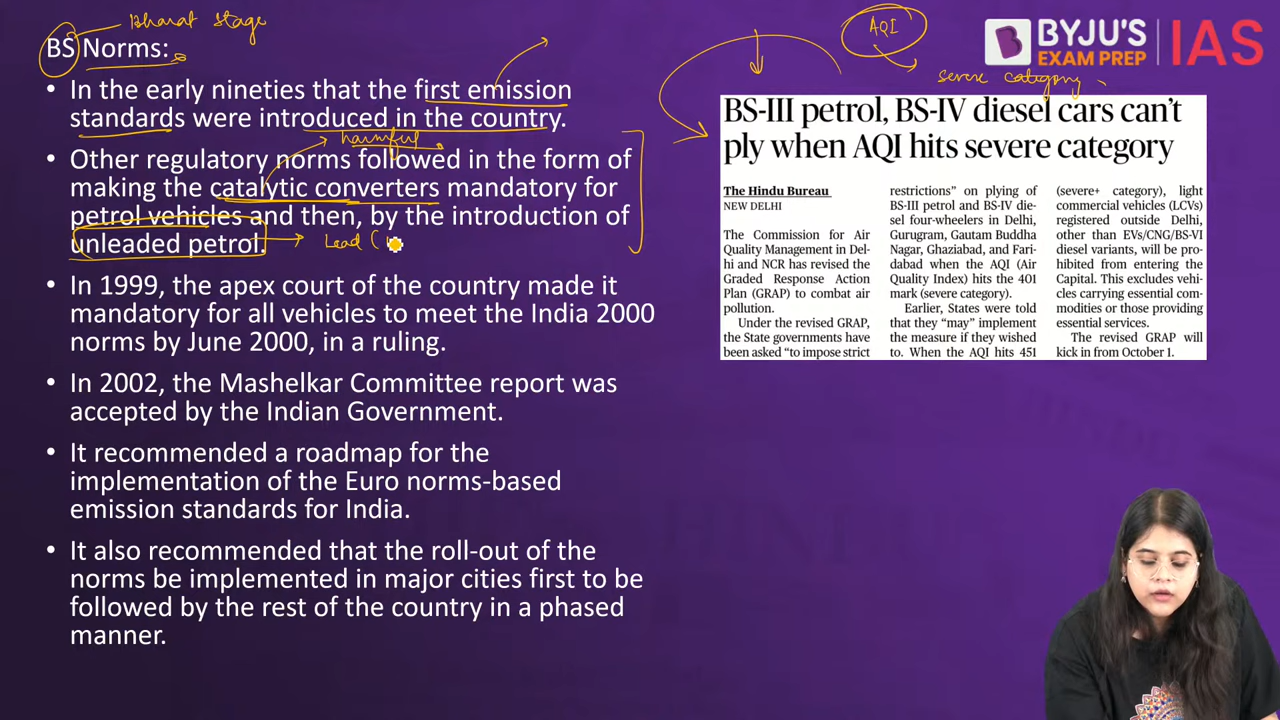 Bharat Stage
BS Norms:
• In the early nineties that the first emission
standards were introduced in the country.
harmful
• Other regulatory norms followed in the form of
making the catalytic converters mandatory for
petrol vehicles and then, by the introduction of
unleaded petrol.
Lead (
• In 1999, the apex court of the country made it
mandatory for all vehicles to meet the India 2000
norms by June 2000, in a ruling.
• In 2002, the Mashelkar Committee report was
accepted by the Indian Government.
• It recommended a roadmap for the
implementation of the Euro norms-based
emission standards for India.
• It also recommended that the roll-out of the
norms be implemented in major cities first to be
followed by the rest of the country in a phased
manner.
AQI
severe category
BYJU'S
EXAM PREP
IAS
BS-III petrol, BS-IV diesel cars can't
ply when AQI hits severe category
The Hindu Bureau
NEW DELHI
The Commission for Air
Quality Management in Del-
hi and NCR has revised the
Graded Response Action
Plan (GRAP) to combat air
pollution.
Under the revised GRAP,
the State governments have
been asked "to impose strict
restrictions" on plying of
BS-III petrol and BS-IV die-
sel four-wheelers in Delhi,
Gurugram, Gautam Buddha
Nagar, Ghaziabad, and Fari-
dabad when the AQI (Air
Quality Index) hits the 401
mark (severe category).
Earlier, States were told
that they "may" implement
the measure if they wished
to. When the AQI hits 451
(severe+ category), light
commercial vehicles (LCVs)
registered outside Delhi,
other than EVs/CNG/BS-VI
diesel variants, will be pro-
hibited from entering the
Capital. This excludes vehi-
cles carrying essential com-
modities or those providing
essential services.
The revised GRAP will
kick in from October 1.